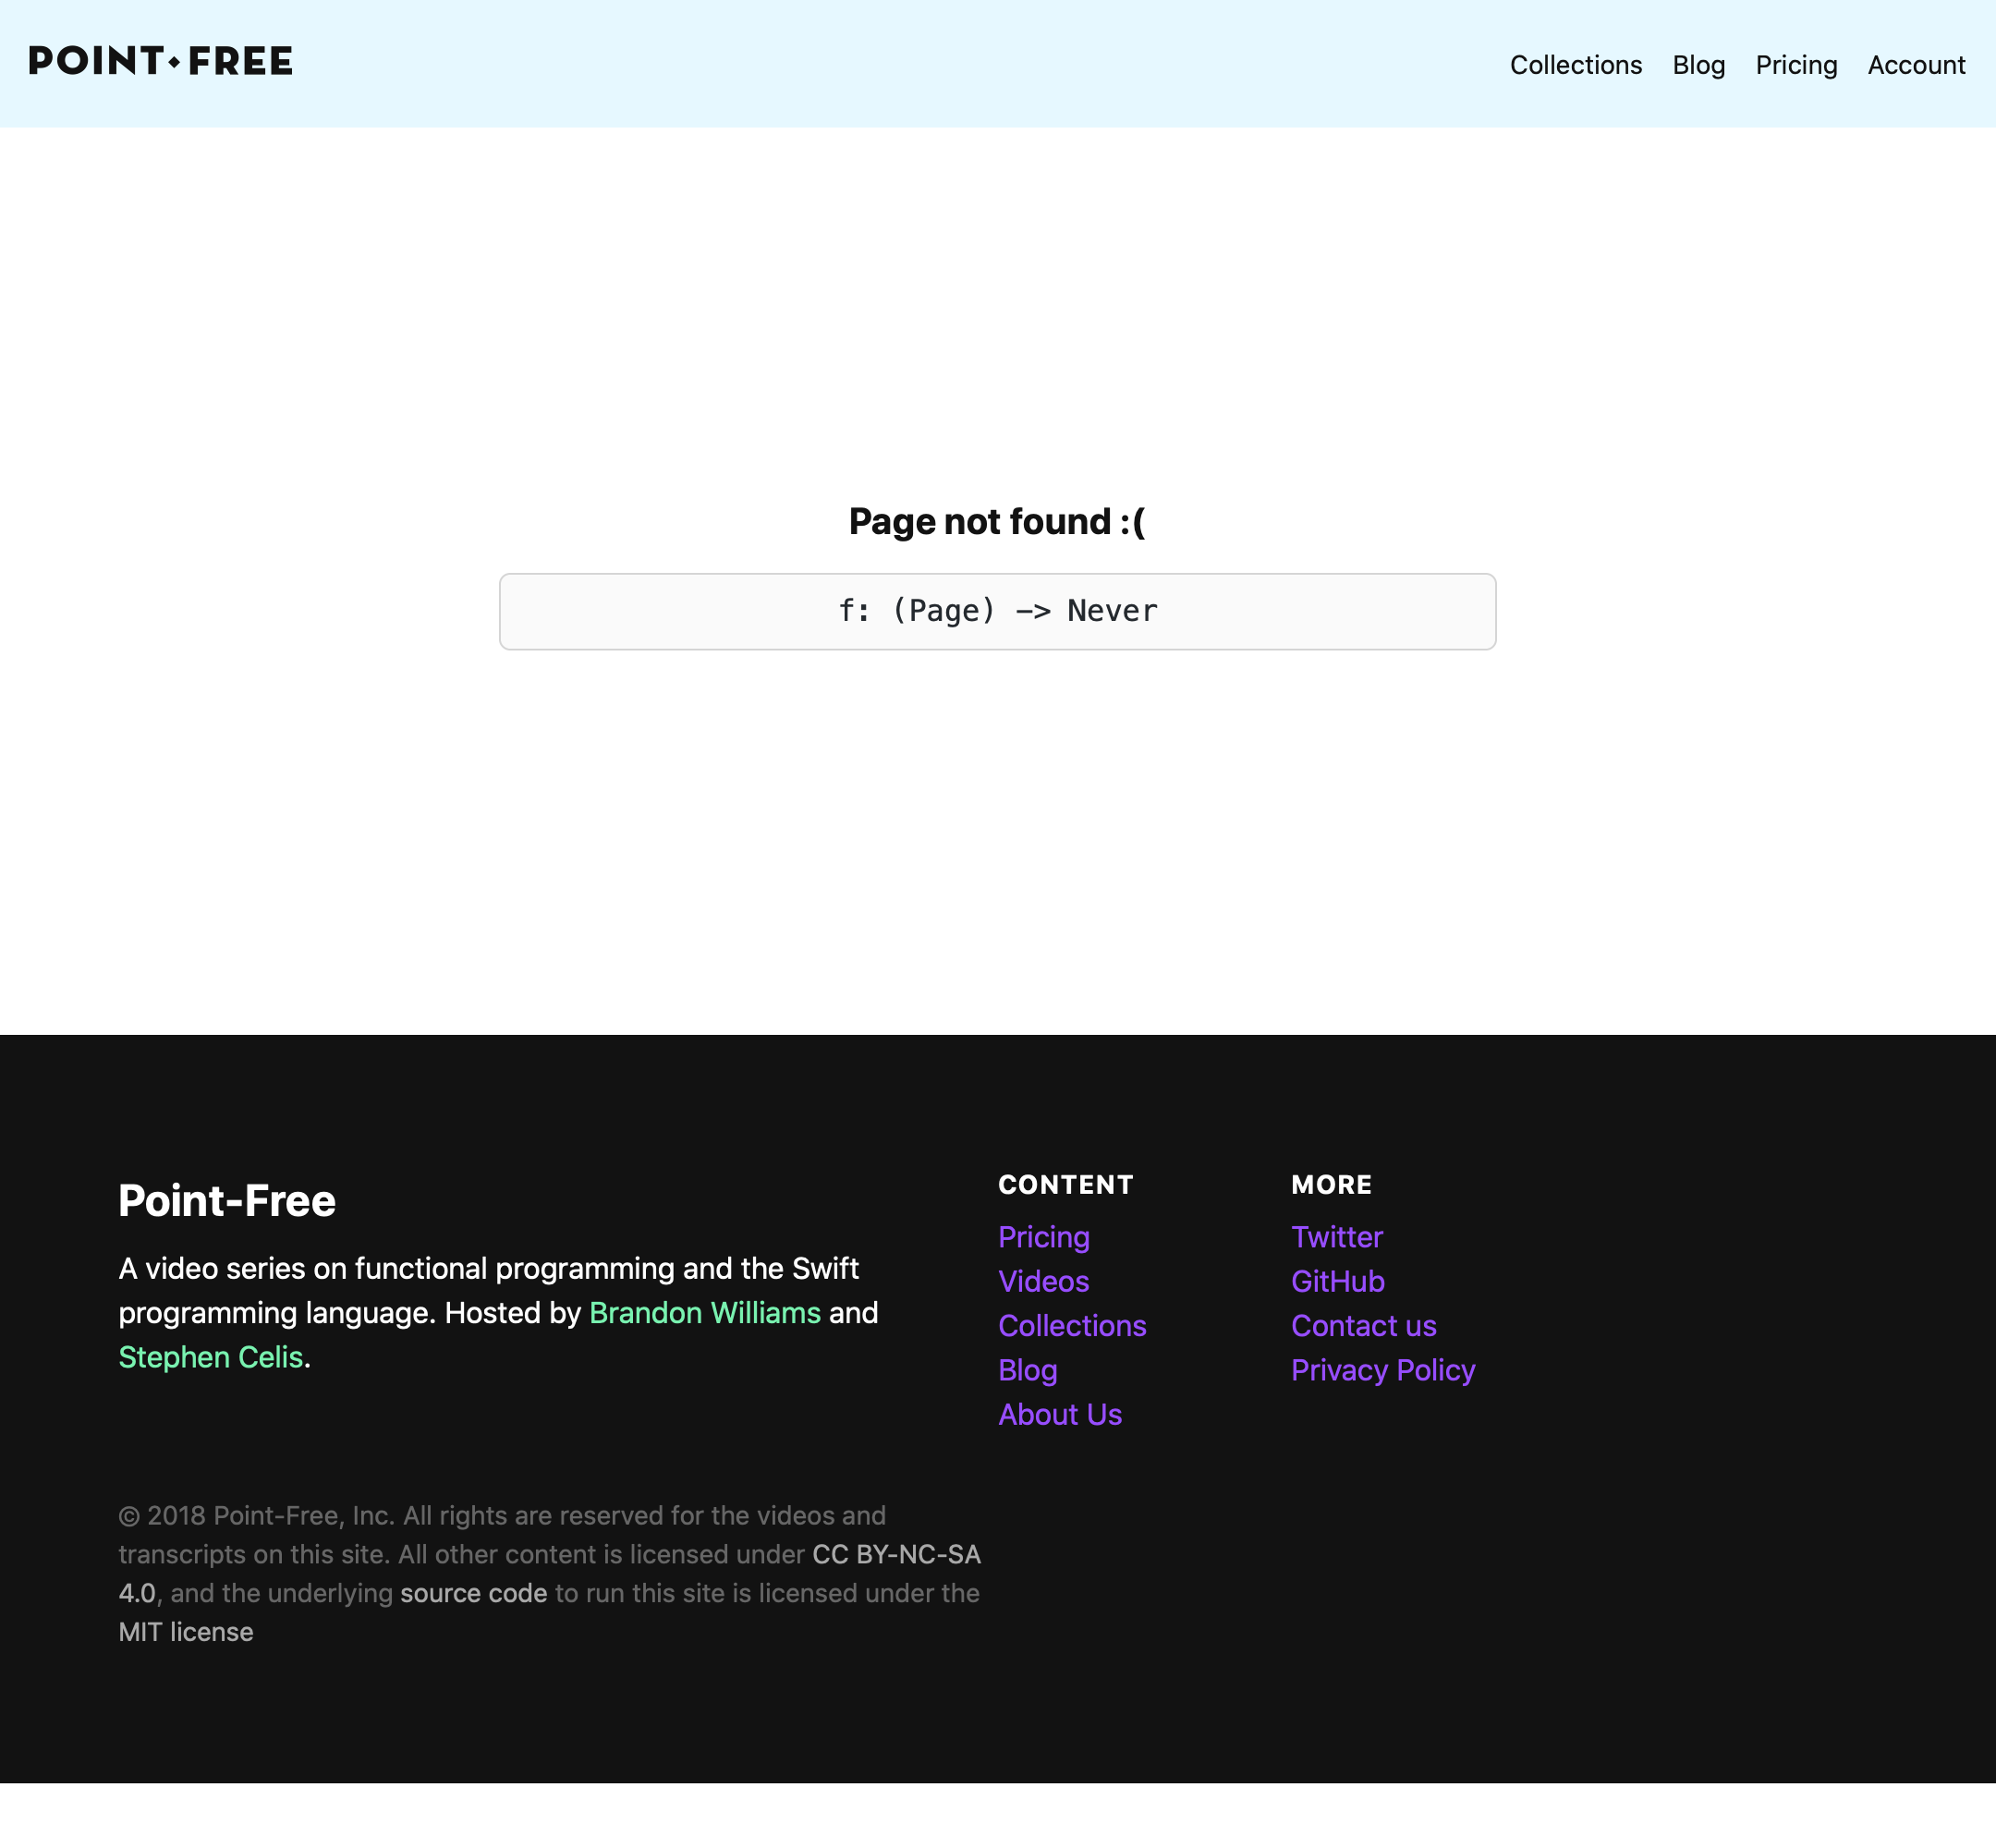 POINT◆FREE
Collections Blog Pricing Account
Page not found :(
f: (Page) -> Never
Point-Free
A video series on functional programming and the Swift
programming language. Hosted by Brandon Williams and
Stephen Celis.
CONTENT
Pricing
Videos
Collections
Blog
About Us
MORE
Twitter
GitHub
Contact us
Privacy Policy
© 2018 Point-Free, Inc. All rights are reserved for the videos and
transcripts on this site. All other content is licensed under CC BY-NC-SA
4.0, and the underlying source code to run this site is licensed under the
MIT license